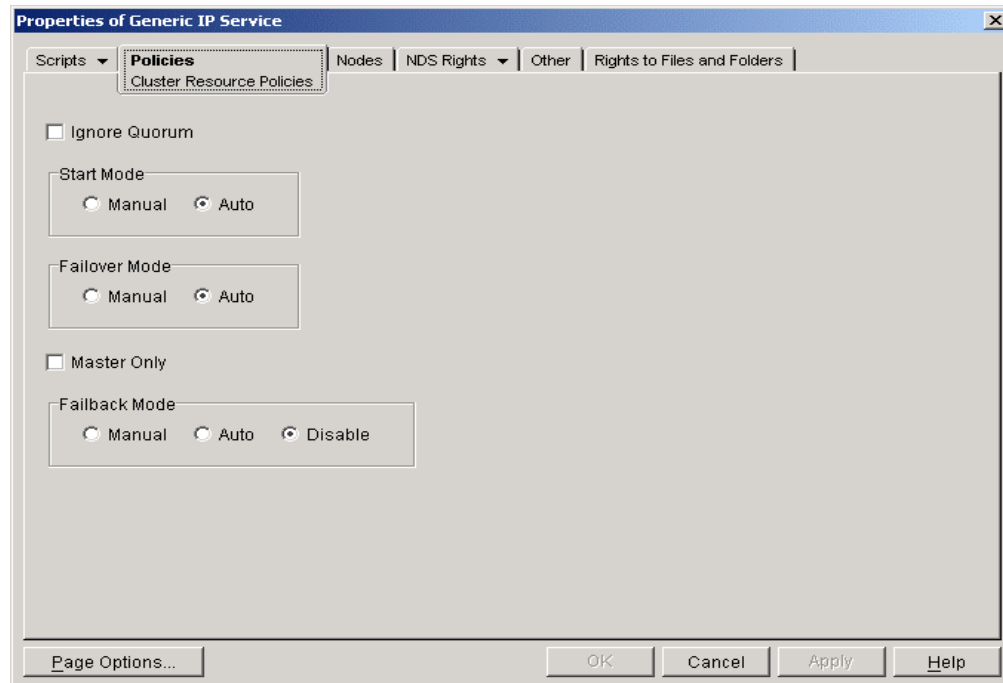 Properties of Generic IP Service
Scripts
Policies
Nodes
NDS Rights
Other
Rights to Files and Folders
Cluster Resource Policies
Ignore Quorum
Start Mode
Manual
Auto
Failover Mode
Manual
Auto
Master Only
Failback Mode
Manual
Auto
Disable
Page Options...
OK
Cancel
Apply
Help